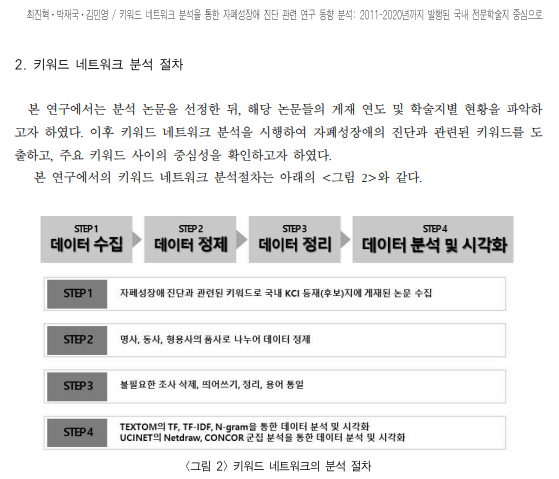 최진혁・박재국・김민영 / 키워드 네트워크 분석을 통한 자폐성장애 진단 관련 연구 동향 분석: 2011-2020년까지 발행된 국내 전문학술지 중심으로
2. 키워드 네트워크 분석 절차
본 연구에서는 분석 논문을 선정한 뒤, 해당 논문들의 게재 연도 및 학술지별 현황을 파악하
고자 하였다. 이후 키워드 네트워크 분석을 시행하여 자폐성장애의 진단과 관련된 키워드를 도
출하고, 주요 키워드 사이의 중심성을 확인하고자 하였다.
본 연구에서의 키워드 네트워크 분석절차는 아래의 <그림 2>와 같다.
STEP 1 STEP 2 STEP 3 STEP 4
데이터 수집 데이터 정제 데이터 정리 데이터 분석 및 시각화
STEP 1 자폐성장애 진단과 관련된 키워드로 국내 KCI 등재(후보)지에 게재된 논문 수집
STEP 2 명사, 동사, 형용사의 품사로 나누어 데이터 정제
STEP 3 불필요한 조사 삭제, 띄어쓰기, 정리, 용어 통일
STEP 4 TEXTOM의 TF, TF-IDF, N-gram을 통한 데이터 분석 및 시각화
UCINET의 Netdraw, CONCOR 군집 분석을 통한 데이터 분석 및 시각화
<그림 2> 키워드 네트워크의 분석 절차